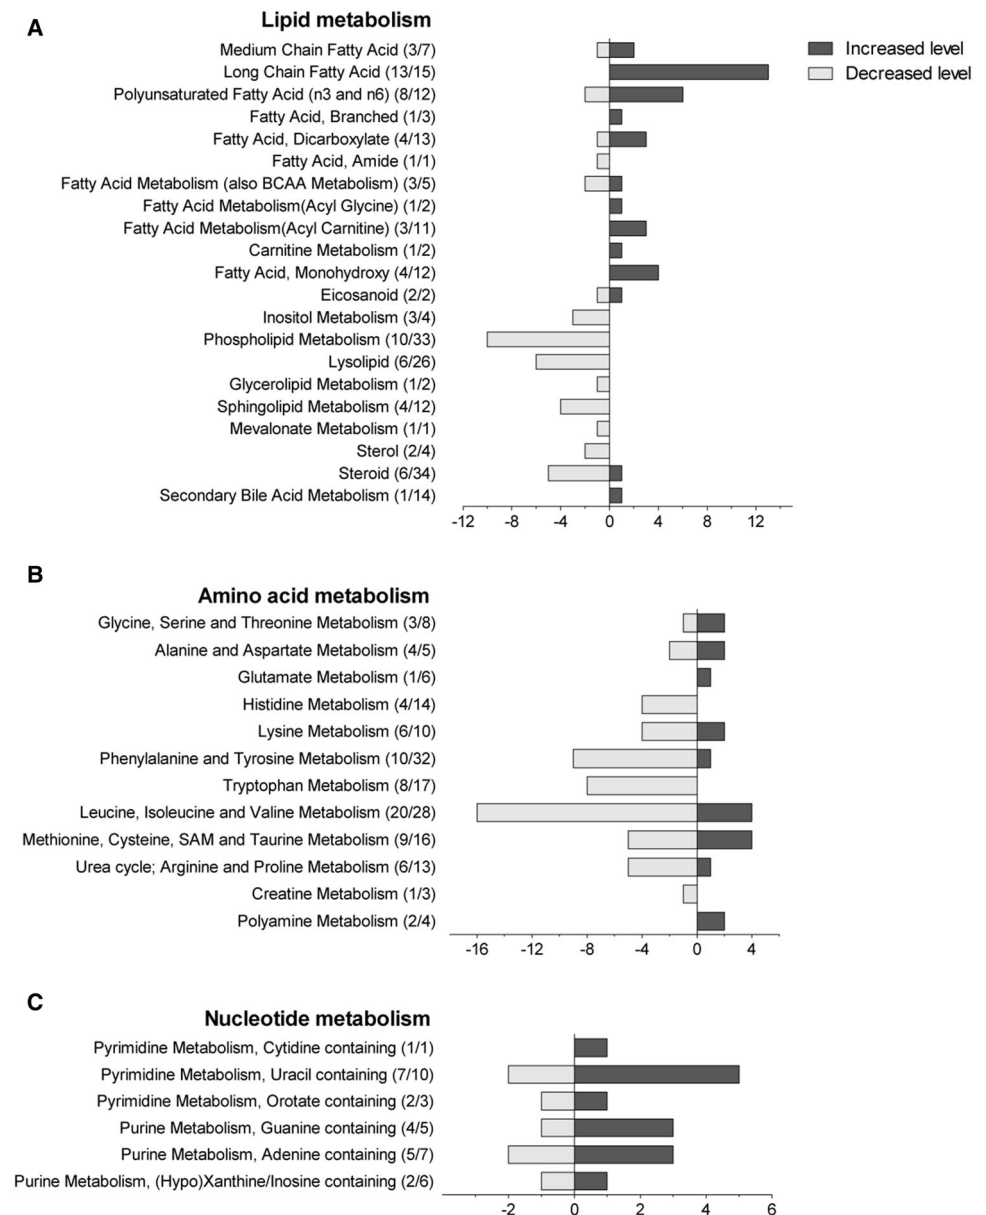 A
Lipid metabolism
Increased level
Decreased level
Medium Chain Fatty Acid (3/7)
Long Chain Fatty Acid (13/15)
Polyunsaturated Fatty Acid (n3 and n6) (8/12)
Fatty Acid, Branched (1/3)
Fatty Acid, Dicarboxylate (4/13)
Fatty Acid, Amide (1/1)
Fatty Acid Metabolism (also BCAA Metabolism) (3/5)
Fatty Acid Metabolism(Acyl Glycine) (1/2)
Fatty Acid Metabolism(Acyl Carnitine) (3/11)
Carnitine Metabolism (1/2)
Fatty Acid, Monohydroxy (4/12)
Eicosanoid (2/2)
Inositol Metabolism (3/4)
Phospholipid Metabolism (10/33)
Lysolipid (6/26)
Glycerolipid Metabolism (1/2)
Sphingolipid Metabolism (4/12)
Mevalonate Metabolism (1/1)
Sterol (2/4)
Steroid (6/34)
Secondary Bile Acid Metabolism (1/14)
-12 -8 -4 0 4 8 12
B
Amino acid metabolism
Glycine, Serine and Threonine Metabolism (3/8)
Alanine and Aspartate Metabolism (4/5)
Glutamate Metabolism (1/6)
Histidine Metabolism (4/14)
Lysine Metabolism (6/10)
Phenylalanine and Tyrosine Metabolism (10/32)
Tryptophan Metabolism (8/17)
Leucine, Isoleucine and Valine Metabolism (20/28)
Methionine, Cysteine, SAM and Taurine Metabolism (9/16)
Urea cycle; Arginine and Proline Metabolism (6/13)
Creatine Metabolism (1/3)
Polyamine Metabolism (2/4)
-16 -12 -8 -4 0 4
C
Nucleotide metabolism
Pyrimidine Metabolism, Cytidine containing (1/1)
Pyrimidine Metabolism, Uracil containing (7/10)
Pyrimidine Metabolism, Orotate containing (2/3)
Purine Metabolism, Guanine containing (4/5)
Purine Metabolism, Adenine containing (5/7)
Purine Metabolism, (Hypo)Xanthine/Inosine containing (2/6)
-2 0 2 4 6